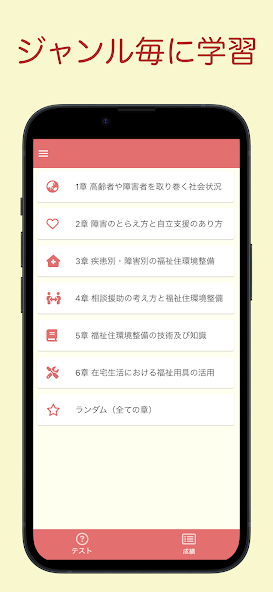 ジャンル毎に学習
1章 高齢者や障害者を取り巻く社会状況
2章 障害のとらえ方と自立支援のあり方
3章 疾患別・障害別の福祉住環境整備
4章 相談援助の考え方と福祉住環境整備
5章 福祉住環境整備の技術及び知識
6章 在宅生活における福祉用具の活用
ランダム（全ての章）
テスト
成績